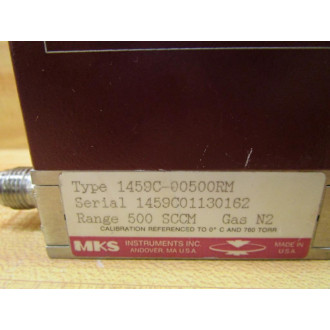 Type 1459C-00500RM
Serial 1459C01130162
Range 500 SCCM Gas N2
CALIBRATION REFERENCED TO 0° C AND 760 TORR
MKS INSTRUMENTS INC.
ANDOVER, MA U.S.A.
MADE IN
U.S.A.